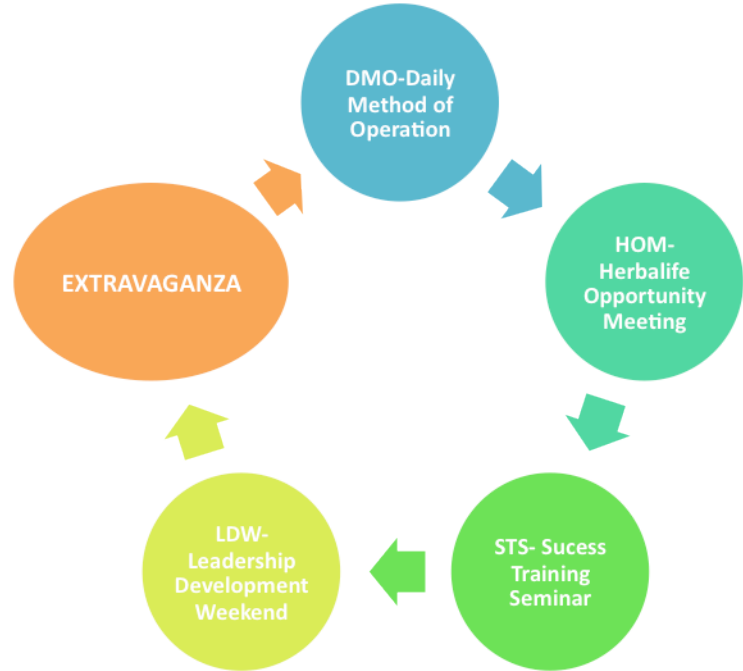 DMO-Daily
Method of
Operation
HOM-
Herbalife
Opportunity
Meeting
STS- Sucess
Training
Seminar
LDW-
Leadership
Development
Weekend
EXTRAVAGANZA